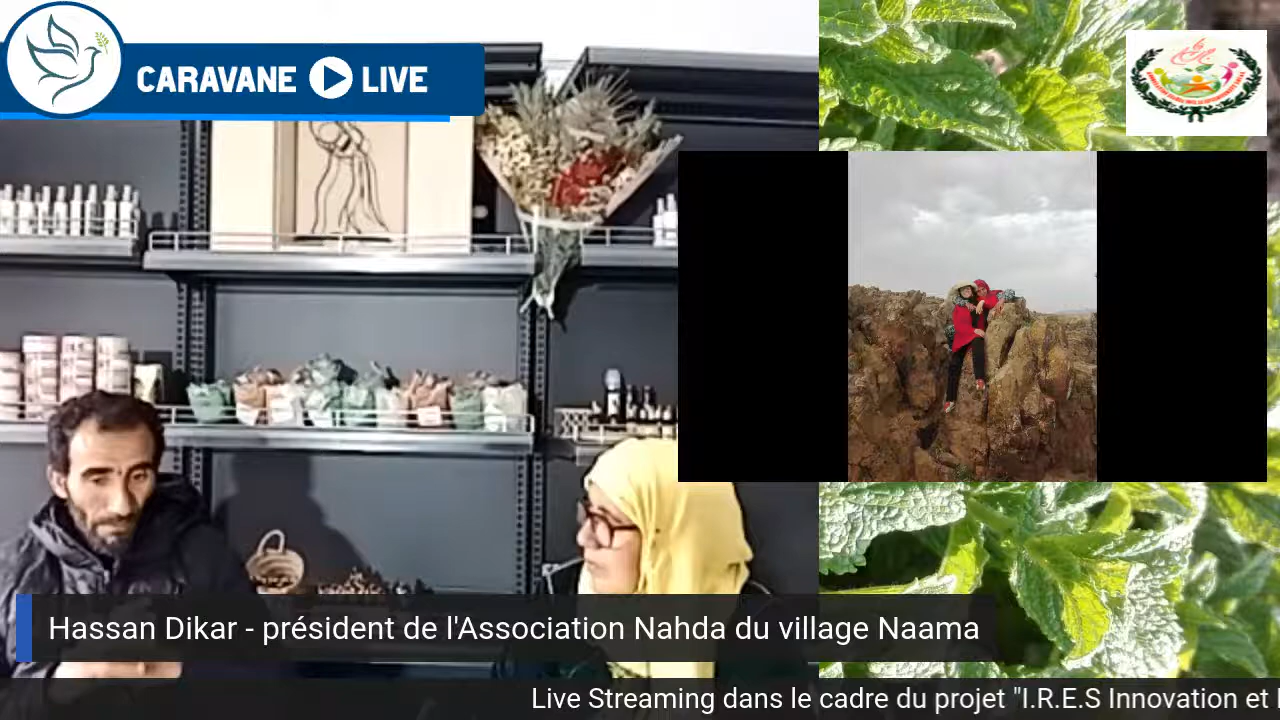 CARAVANE LIVE
Hassan Dikar - président de l'Association Nahda du village Naama
Live Streaming dans le cadre du projet "I.R.E.S Innovation et